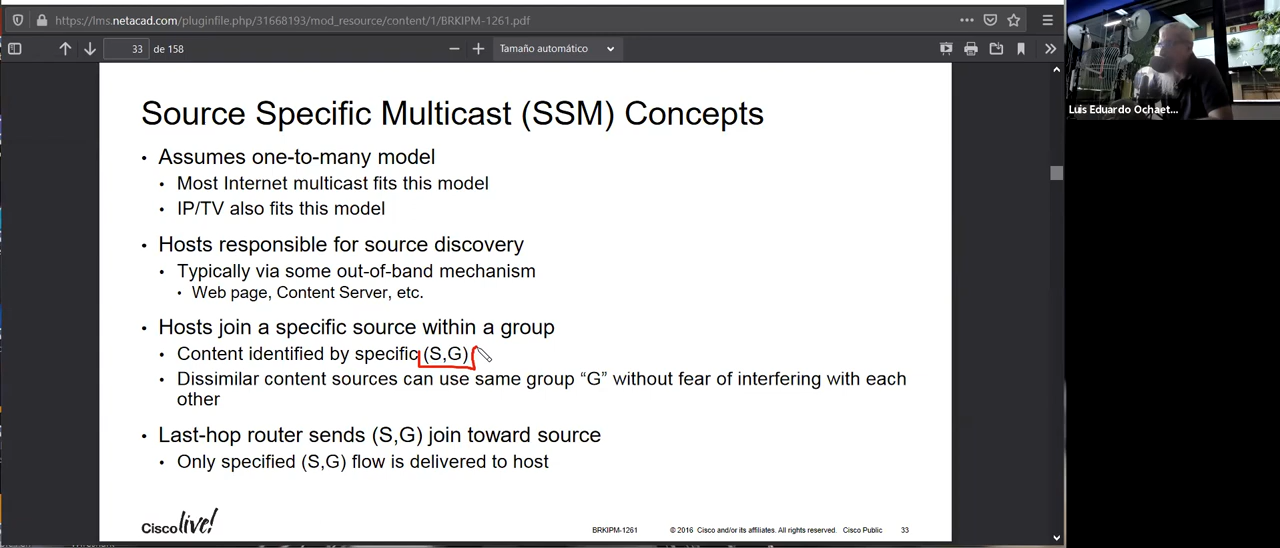 https://lms.netacad.com/pluginfile.php/31668193/mod_resource/content/1/BRKIPM-1261.pdf
33 de 158
Tamaño automático
Luis Eduardo Ochaet...
Source Specific Multicast (SSM) Concepts
• Assumes one-to-many model
• Most Internet multicast fits this model
• IP/TV also fits this model
• Hosts responsible for source discovery
• Typically via some out-of-band mechanism
• Web page, Content Server, etc.
• Hosts join a specific source within a group
• Content identified by specific (S,G)
• Dissimilar content sources can use same group “G” without fear of interfering with each
other
• Last-hop router sends (S,G) join toward source
• Only specified (S,G) flow is delivered to host
Cisco live!
BRKIPM-1261
© 2016 Cisco and/or its affiliates. All rights reserved. Cisco Public
33